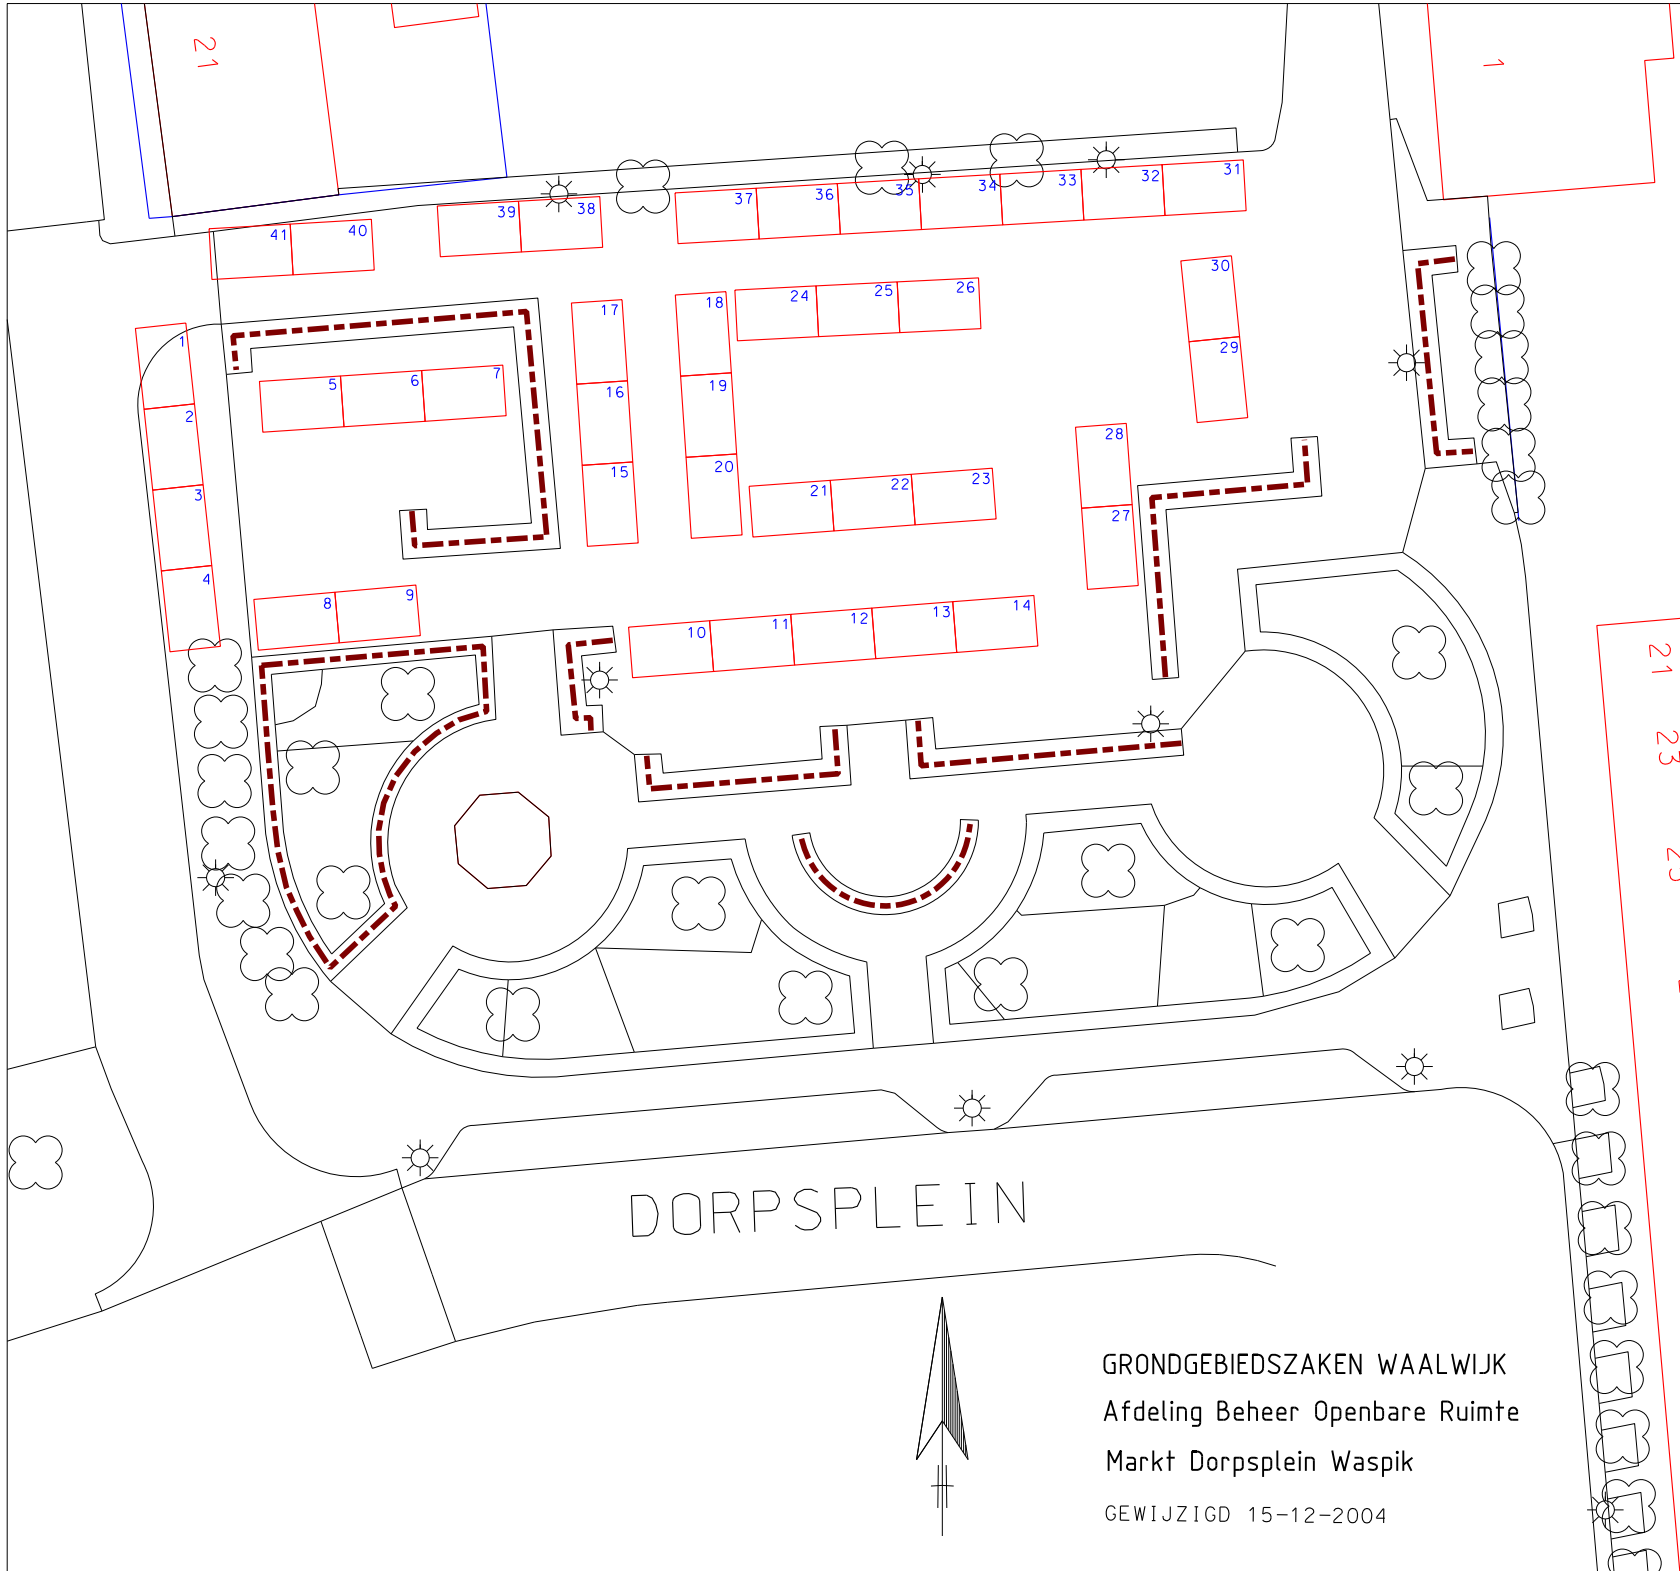 21
1
41 40 39 38 37 36 35 34 33 32 31
1 2 3 4
5 6 7
17 16 15
18 19 20
24 25 26
30 29
21 22 23
28 27
8 9
10 11 12 13 14
21
23
25
DORPSPLEIN
GRONDGEBIEDSZAKEN WAALWIJK
Afdeling Beheer Openbare Ruimte
Markt Dorpsplein Waspik
GEWIJZIGD 15-12-2004